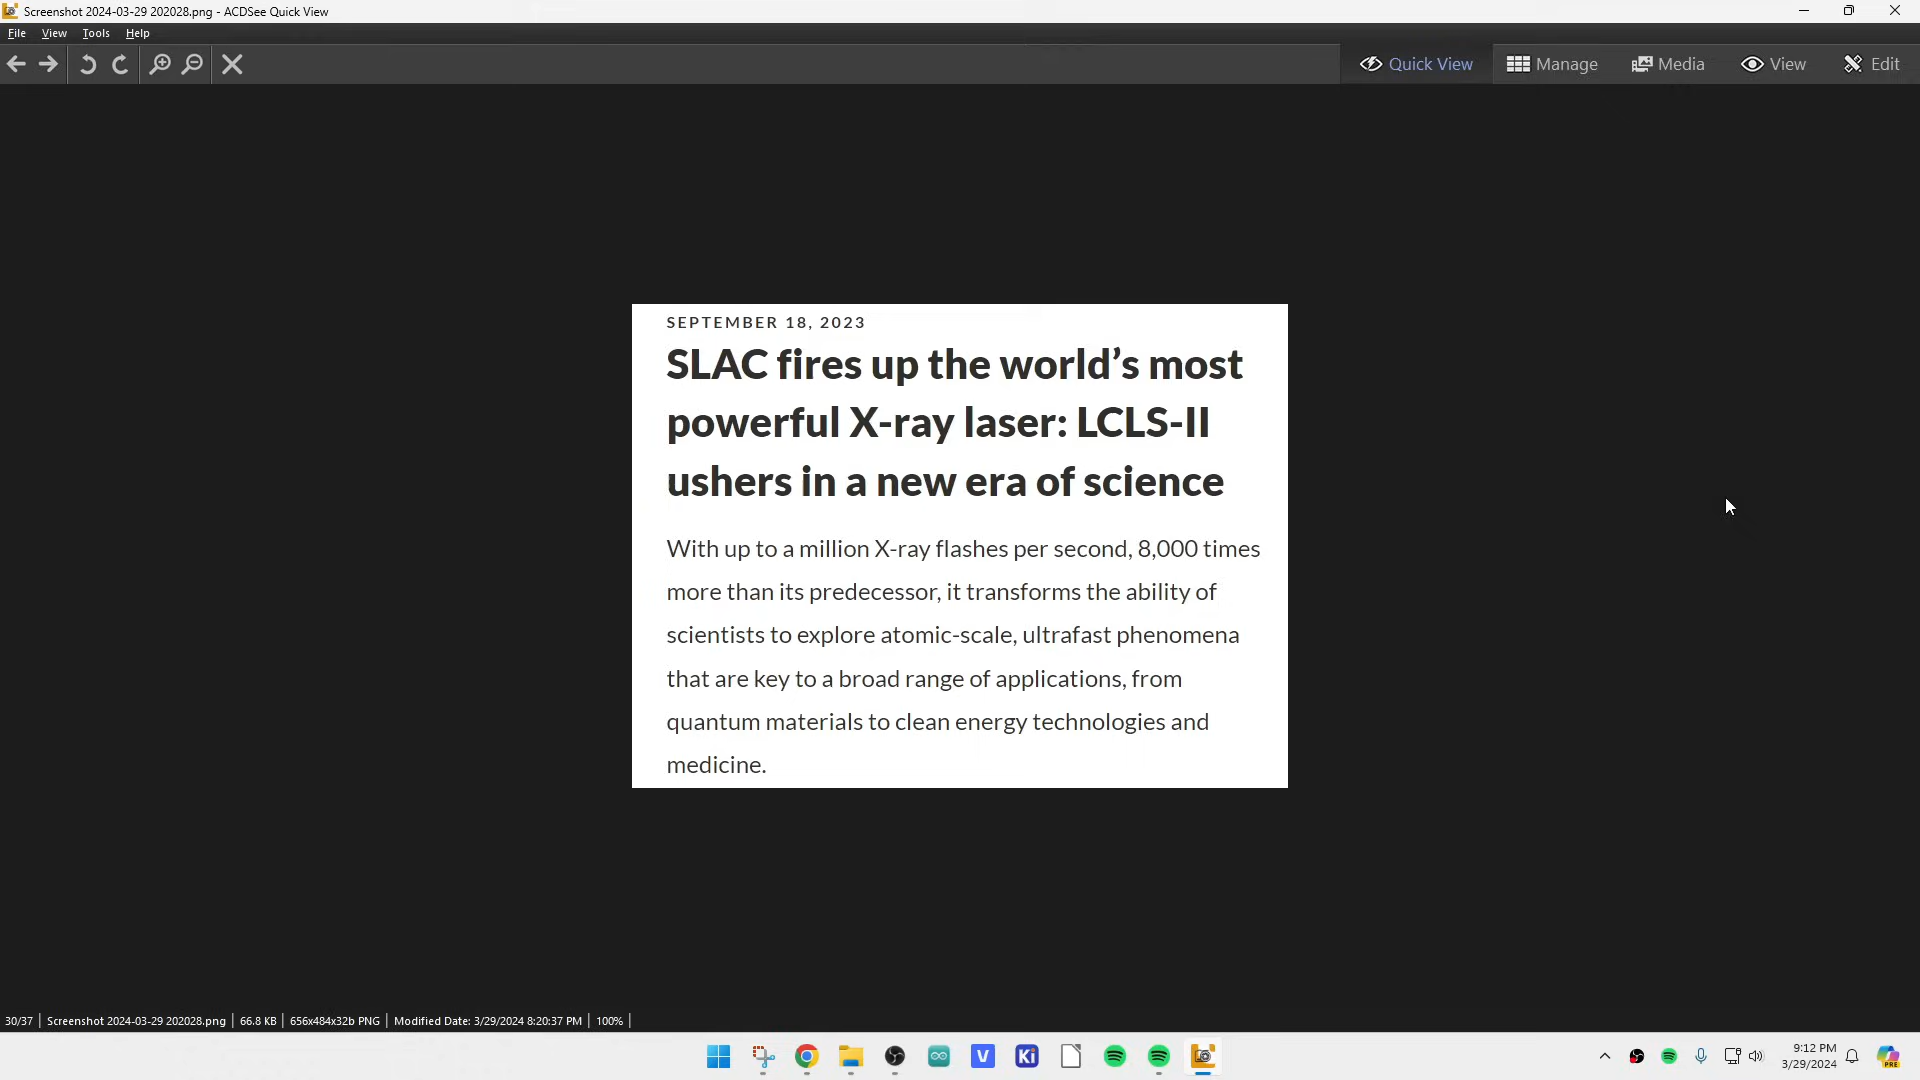 Screenshot 2024-03-29 202028.png - ACDSee Quick View
File View Tools Help
Quick View Manage Media View Edit
SEPTEMBER 18, 2023
SLAC fires up the world’s most
powerful X-ray laser: LCLS-II
ushers in a new era of science
With up to a million X-ray flashes per second, 8,000 times
more than its predecessor, it transforms the ability of
scientists to explore atomic-scale, ultrafast phenomena
that are key to a broad range of applications, from
quantum materials to clean energy technologies and
medicine.
30/37 Screenshot 2024-03-29 202028.png 66.8 KB 656x484x32b PNG Modified Date: 3/29/2024 8:20:37 PM 100%
V Ki
9:12 PM
3/29/2024
PRE